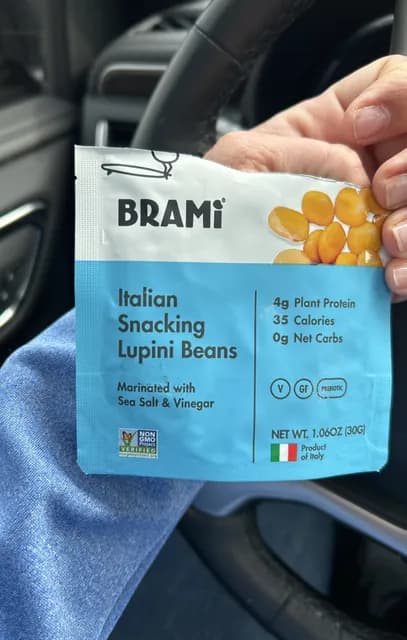 BRAMi
Italian
Snacking
Lupini Beans
Marinated with
Sea Salt & Vinegar
4g Plant Protein
35 Calories
0g Net Carbs
V GF PREBIOTIC
NON
GMO
Project
VERIFIED
NET WT. 1.06OZ (30G)
Product
of Italy